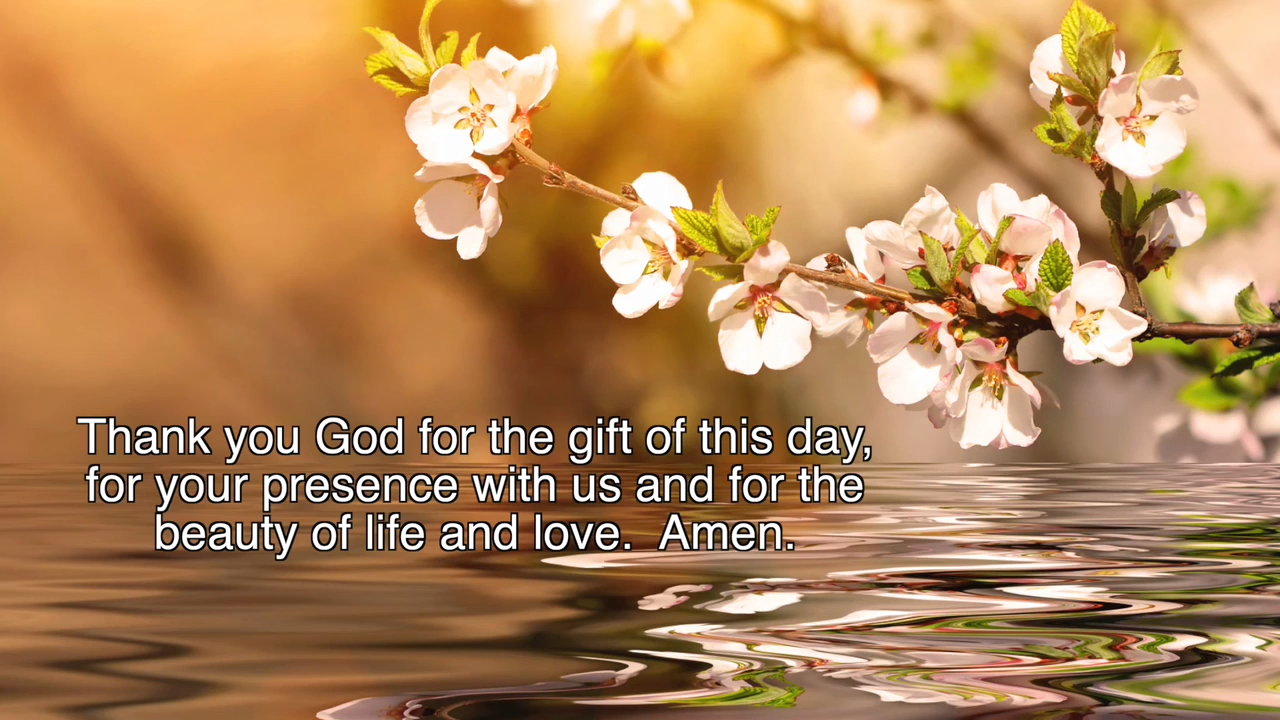 Thank you God for the gift of this day,
for your presence with us and for the
beauty of life and love.  Amen.